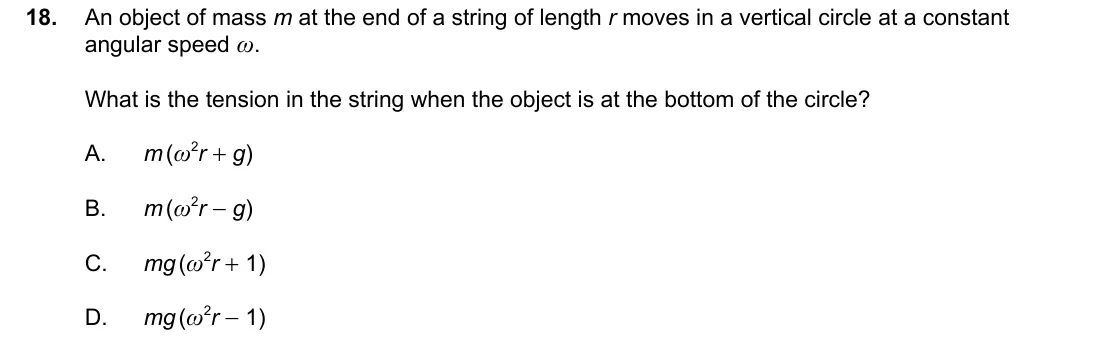 18. An object of mass m at the end of a string of length r moves in a vertical circle at a constant
angular speed ω.
What is the tension in the string when the object is at the bottom of the circle?
A. m(ω²r + g)
B. m(ω²r – g)
C. mg(ω²r + 1)
D. mg(ω²r – 1)